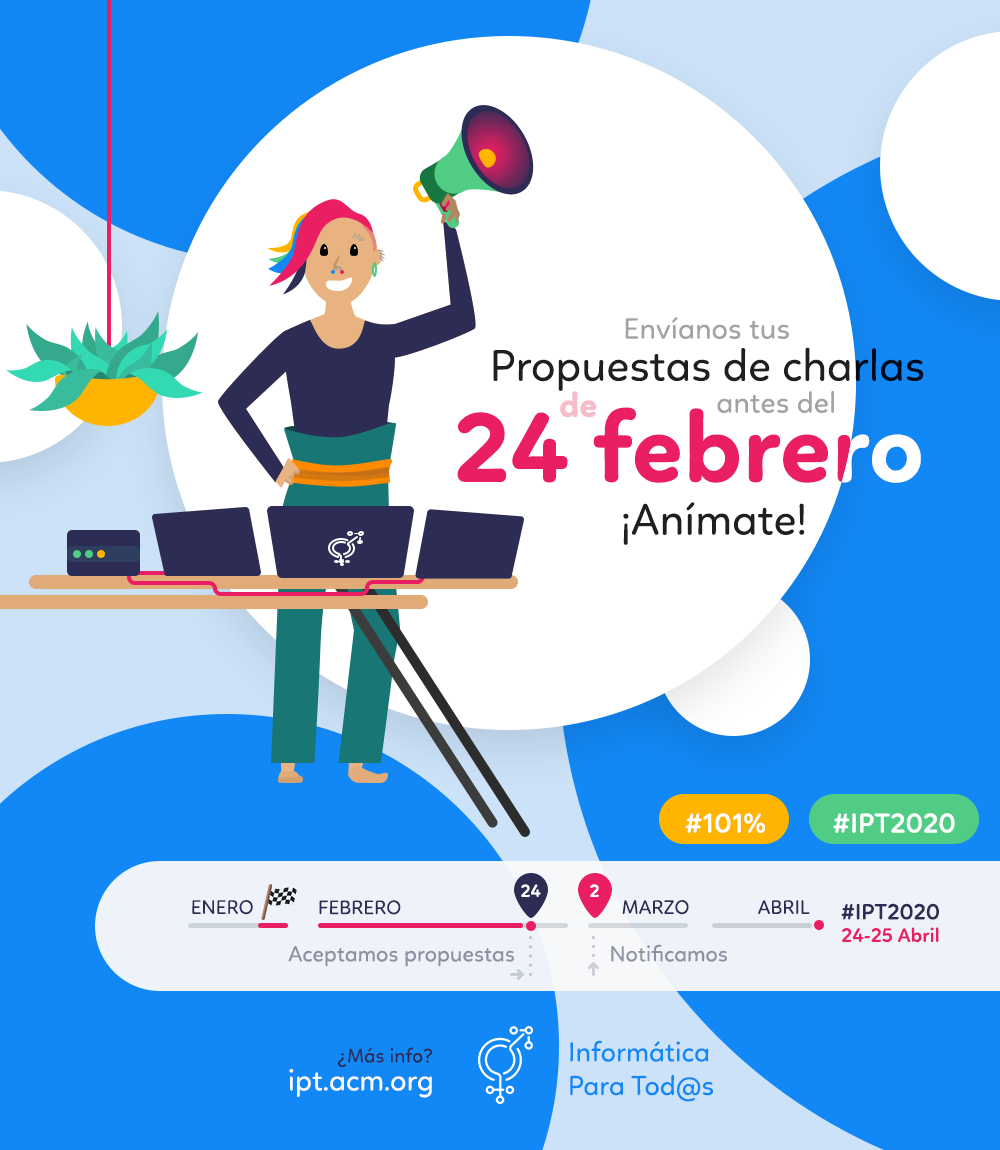 Envíanos tus
Propuestas de charlas
antes del
24 de febrero
¡Anímate!
#101% #IPT2020
ENERO FEBRERO 24 2 MARZO ABRIL #IPT2020
24-25 Abril
Aceptamos propuestas Notificamos
¿Más info?
ipt.acm.org
Informática
Para Tod@s